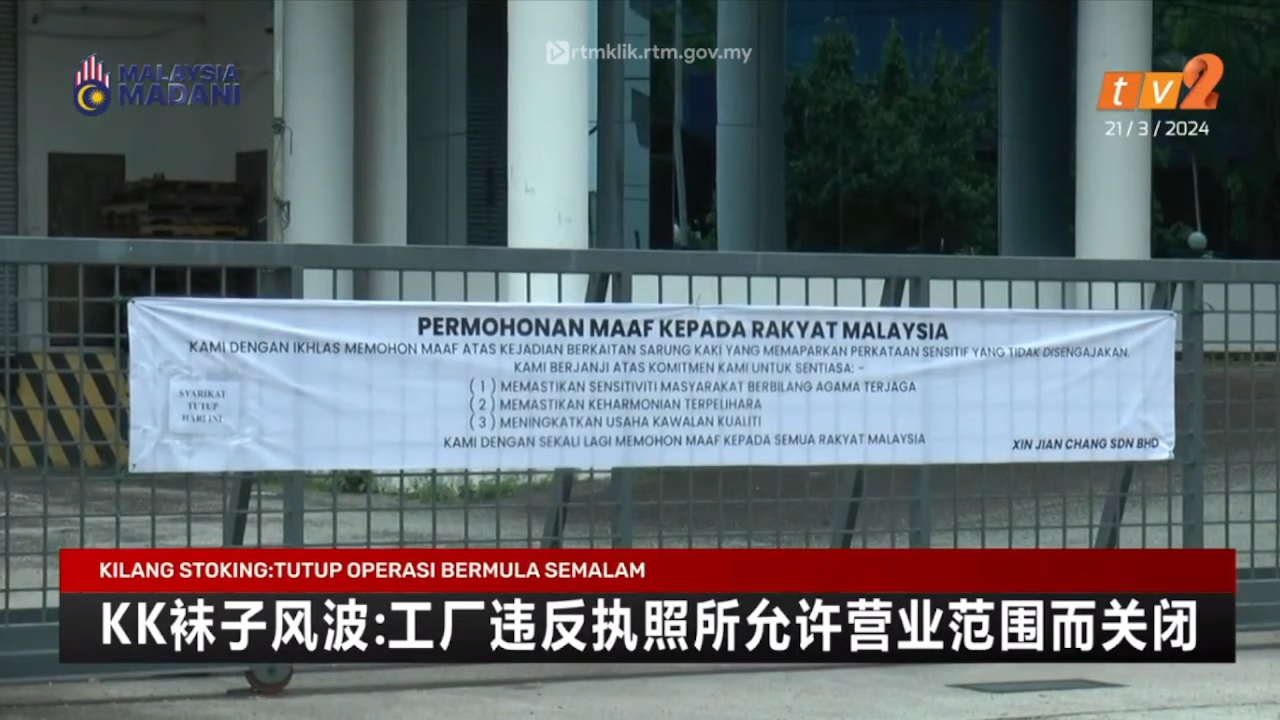 rtmklik.rtm.gov.my
MALAYSIA
MADANI
tv2
21 / 3 / 2024
PERMOHONAN MAAF KEPADA RAKYAT MALAYSIA
KAMI DENGAN IKHLAS MEMOHON MAAF ATAS KEJADIAN BERKAITAN SARUNG KAKI YANG MEMAPARKAN PERKATAAN SENSITIF YANG TIDAK DISENGAJAKAN.
KAMI BERJANJI ATAS KOMITMEN KAMI UNTUK SENTIASA: -
( 1 ) MEMASTIKAN SENSITIVITI MASYARAKAT BERBILANG AGAMA TERJAGA
( 2 ) MEMASTIKAN KEHARMONIAN TERPELIHARA
( 3 ) MENINGKATKAN USAHA KAWALAN KUALITI
KAMI DENGAN SEKALI LAGI MEMOHON MAAF KEPADA SEMUA RAKYAT MALAYSIA
XIN JIAN CHANG SDN BHD
SYARIKAT
TUTUP
HARI INI
KILANG STOKING:TUTUP OPERASI BERMULA SEMALAM
KK袜子风波:工厂违反执照所允许营业范围而关闭